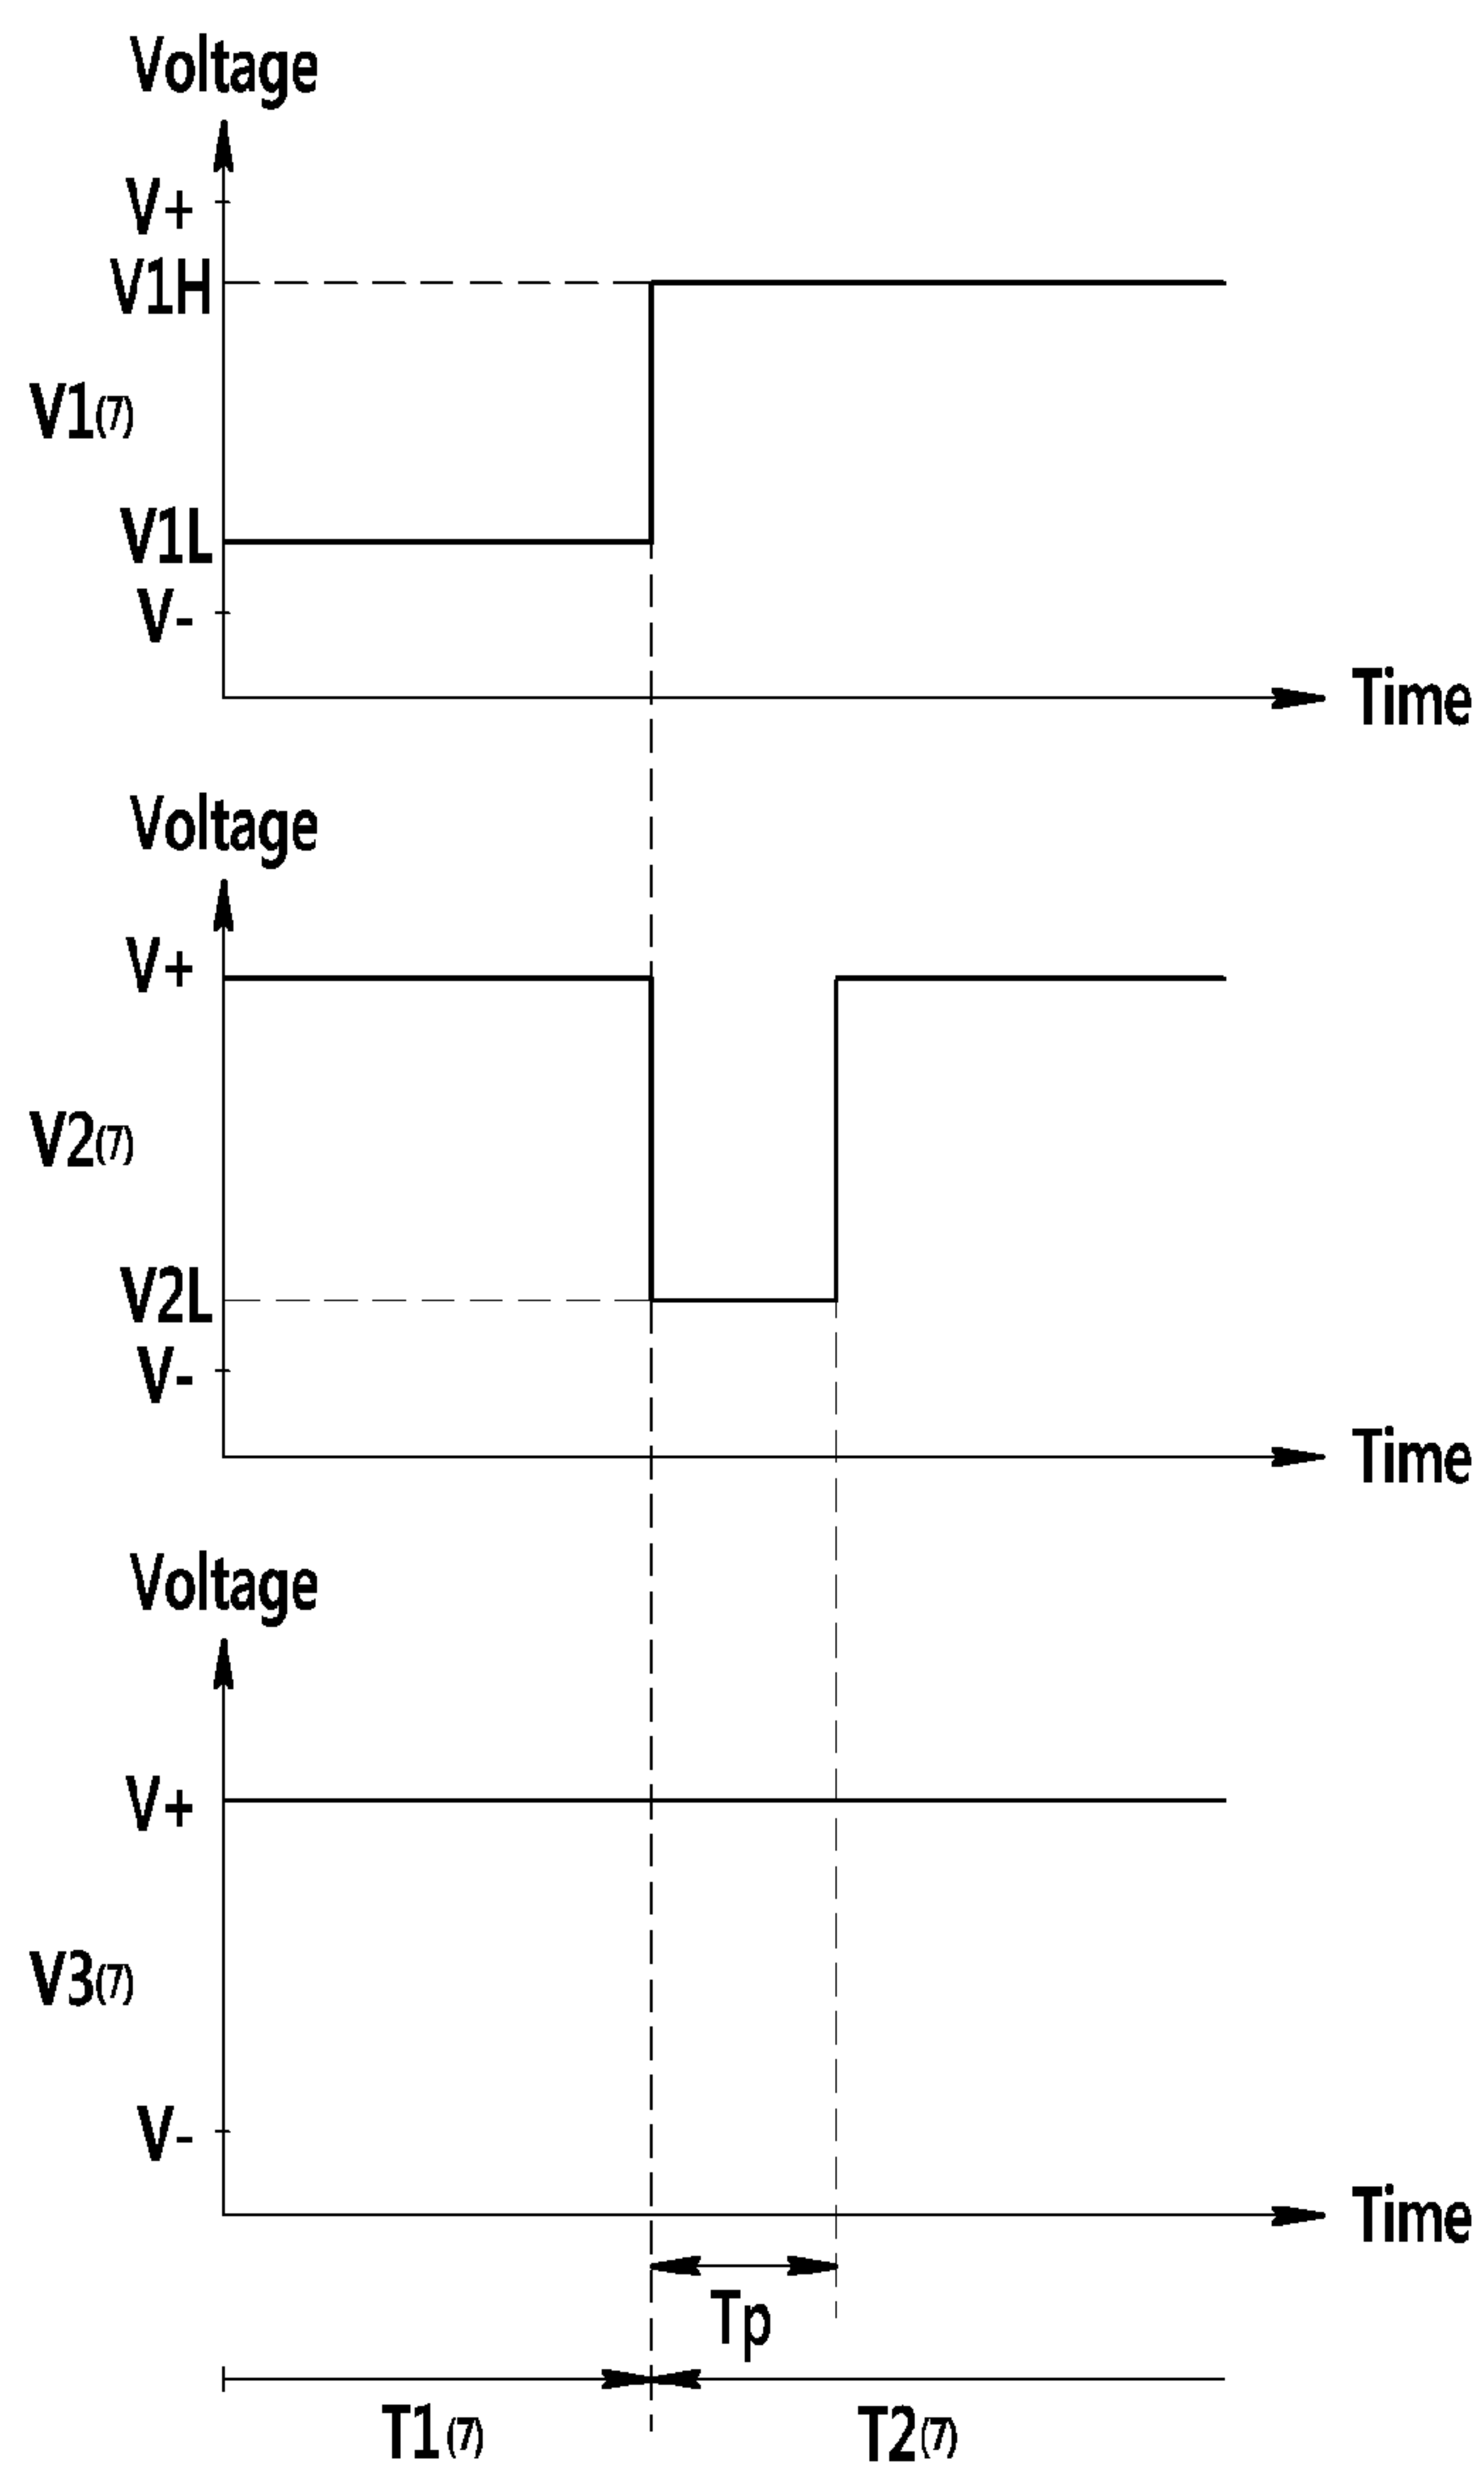 Voltage
V+
V1H
V1(7)
V1L
V-
Time
Voltage
V+
V2(7)
V2L
V-
Time
Voltage
V+
V3(7)
V-
Time
Tp
T1(7)
T2(7)